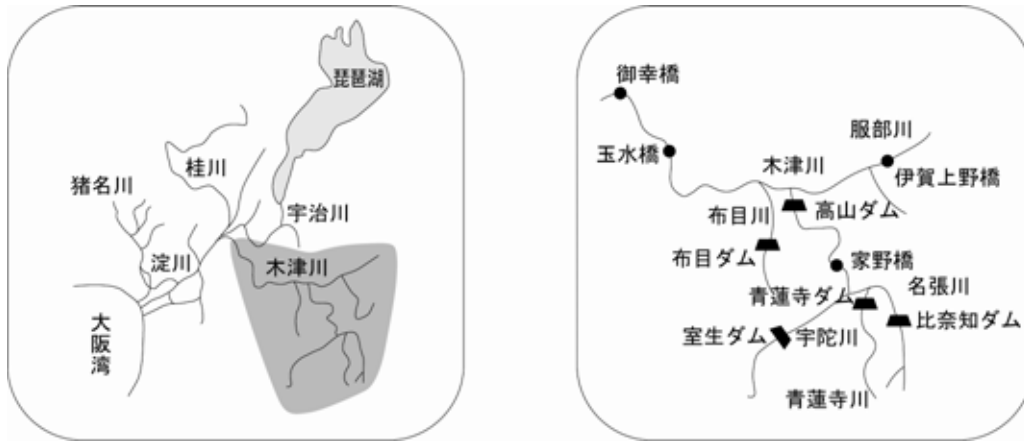 琵琶湖
桂川
猪名川
宇治川
淀川
木津川
大阪湾
御幸橋
服部川
玉水橋
木津川
伊賀上野橋
布目川
高山ダム
布目ダム
家野橋
青蓮寺ダム
名張川
比奈知ダム
室生ダム
宇陀川
青蓮寺川